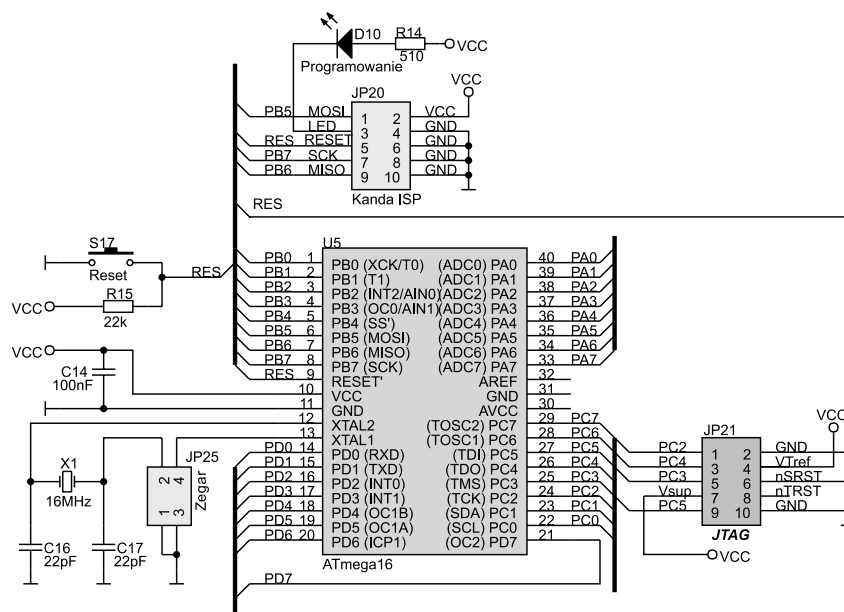 D10
R14
510
VCC
Programowanie
VCC
JP20
PB5 MOSI 1 2 VCC
LED 3 4 GND
RES RESET 5 6 GND
PB7 SCK 7 8 GND
PB6 MISO 9 10 GND
Kanda ISP
RES
S17
Reset
RES
VCC
R15
22k
VCC
C14
100nF
U5
PB0 1 PB0 (XCK/T0) (ADC0) PA0 40 PA0
PB1 2 PB1 (T1) (ADC1) PA1 39 PA1
PB2 3 PB2 (INT2/AIN0) (ADC2) PA2 38 PA2
PB3 4 PB3 (OC0/AIN1) (ADC3) PA3 37 PA3
PB4 5 PB4 (SS') (ADC4) PA4 36 PA4
PB5 6 PB5 (MOSI) (ADC5) PA5 35 PA5
PB6 7 PB6 (MISO) (ADC6) PA6 34 PA6
PB7 8 PB7 (SCK) (ADC7) PA7 33 PA7
RES 9 RESET' AREF 32
10 VCC GND 31
11 GND AVCC 30
12 XTAL2 (TOSC2) PC7 29 PC7
13 XTAL1 (TOSC1) PC6 28 PC6
PD0 14 PD0 (RXD) (TDI) PC5 27 PC5
PD1 15 PD1 (TXD) (TDO) PC4 26 PC4
PD2 16 PD2 (INT0) (TMS) PC3 25 PC3
PD3 17 PD3 (INT1) (TCK) PC2 24 PC2
PD4 18 PD4 (OC1B) (SDA) PC1 23 PC1
PD5 19 PD5 (OC1A) (SCL) PC0 22 PC0
PD6 20 PD6 (ICP1) (OC2) PD7 21
ATmega16
PD7
X1
16MHz
JP25
2 4
1 3
Zegar
C16
22pF
C17
22pF
VCC
JP21
PC2 1 2 GND
PC4 3 4 VTref
PC3 5 6 nSRST
Vsup 7 8 nTRST
PC5 9 10 GND
JTAG
VCC